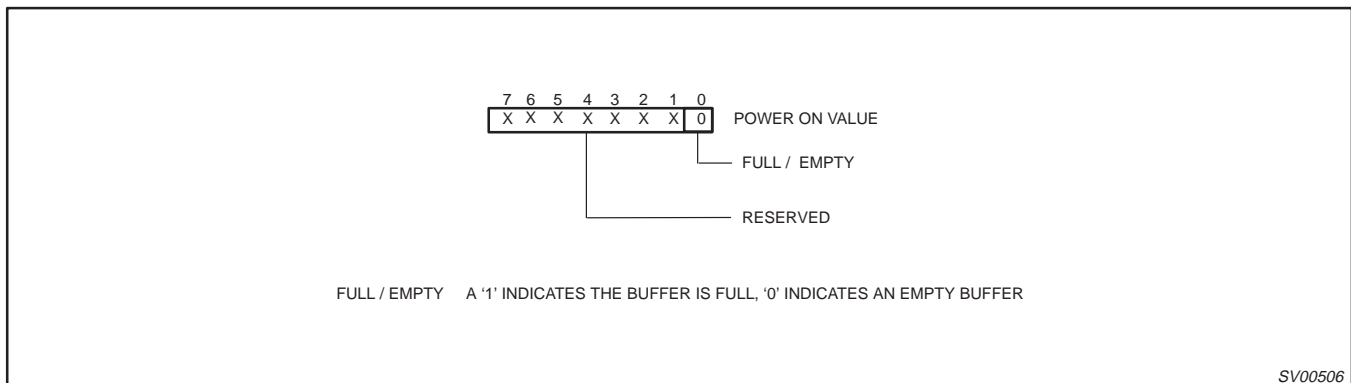 7 6 5 4 3 2 1 0
X X X X X X X 0 POWER ON VALUE
FULL / EMPTY
RESERVED
FULL / EMPTY A ‘1’ INDICATES THE BUFFER IS FULL, ‘0’ INDICATES AN EMPTY BUFFER
SV00506